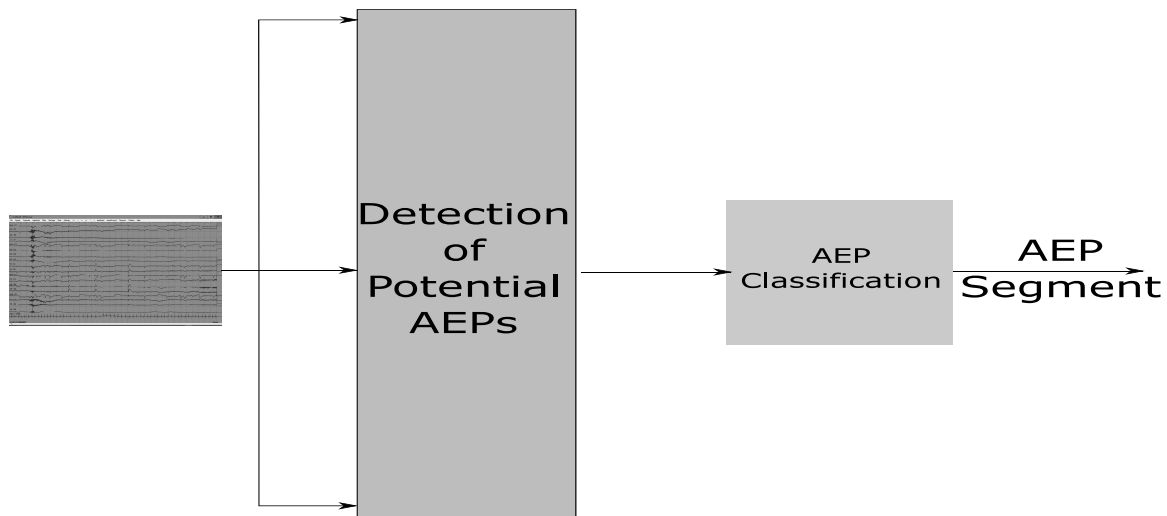 Detection
of
Potential
AEPs
AEP
Classification
AEP
Segment